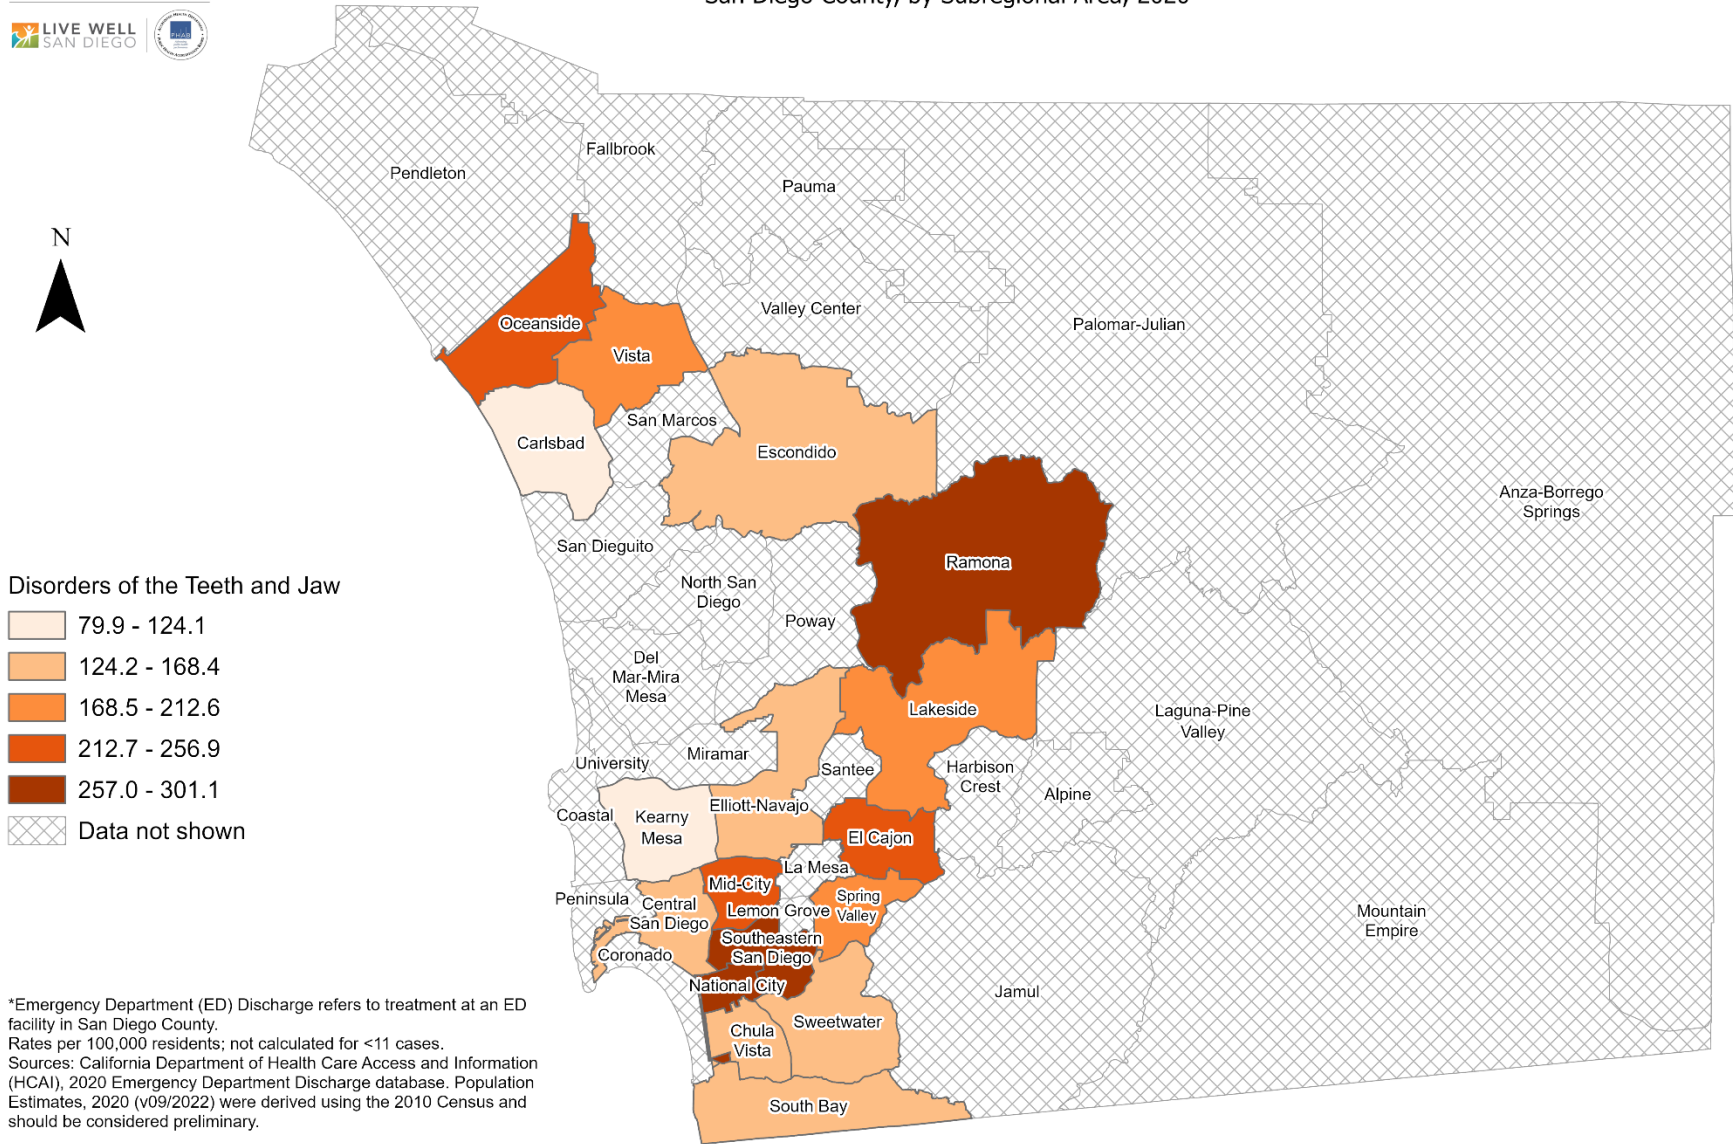 San Diego County, by Subregional Area, 2020
LIVE WELL
SAN DIEGO
PHAB
N
Fallbrook
Pendleton
Pauma
Valley Center
Palomar-Julian
Oceanside
Vista
San Marcos
Carlsbad
Escondido
Anza-Borrego
Springs
San Dieguito
Ramona
North San
Diego
Poway
Del
Mar-Mira
Mesa
Lakeside
Laguna-Pine
Valley
Miramar
University
Santee
Harbison
Crest
Alpine
Elliott-Navajo
Coastal
Kearny
Mesa
El Cajon
La Mesa
Mid-City
Peninsula
Central
San Diego
Lemon Grove
Spring
Valley
Mountain
Empire
Southeastern
San Diego
Coronado
National City
Jamul
Sweetwater
Chula
Vista
South Bay
Disorders of the Teeth and Jaw
79.9 - 124.1
124.2 - 168.4
168.5 - 212.6
212.7 - 256.9
257.0 - 301.1
Data not shown
*Emergency Department (ED) Discharge refers to treatment at an ED
facility in San Diego County.
Rates per 100,000 residents; not calculated for <11 cases.
Sources: California Department of Health Care Access and Information
(HCAI), 2020 Emergency Department Discharge database. Population
Estimates, 2020 (v09/2022) were derived using the 2010 Census and
should be considered preliminary.